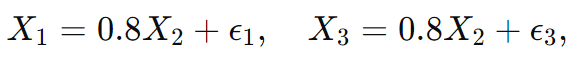 X₁ = 0.8X₂ + ϵ₁, X₃ = 0.8X₂ + ϵ₃,